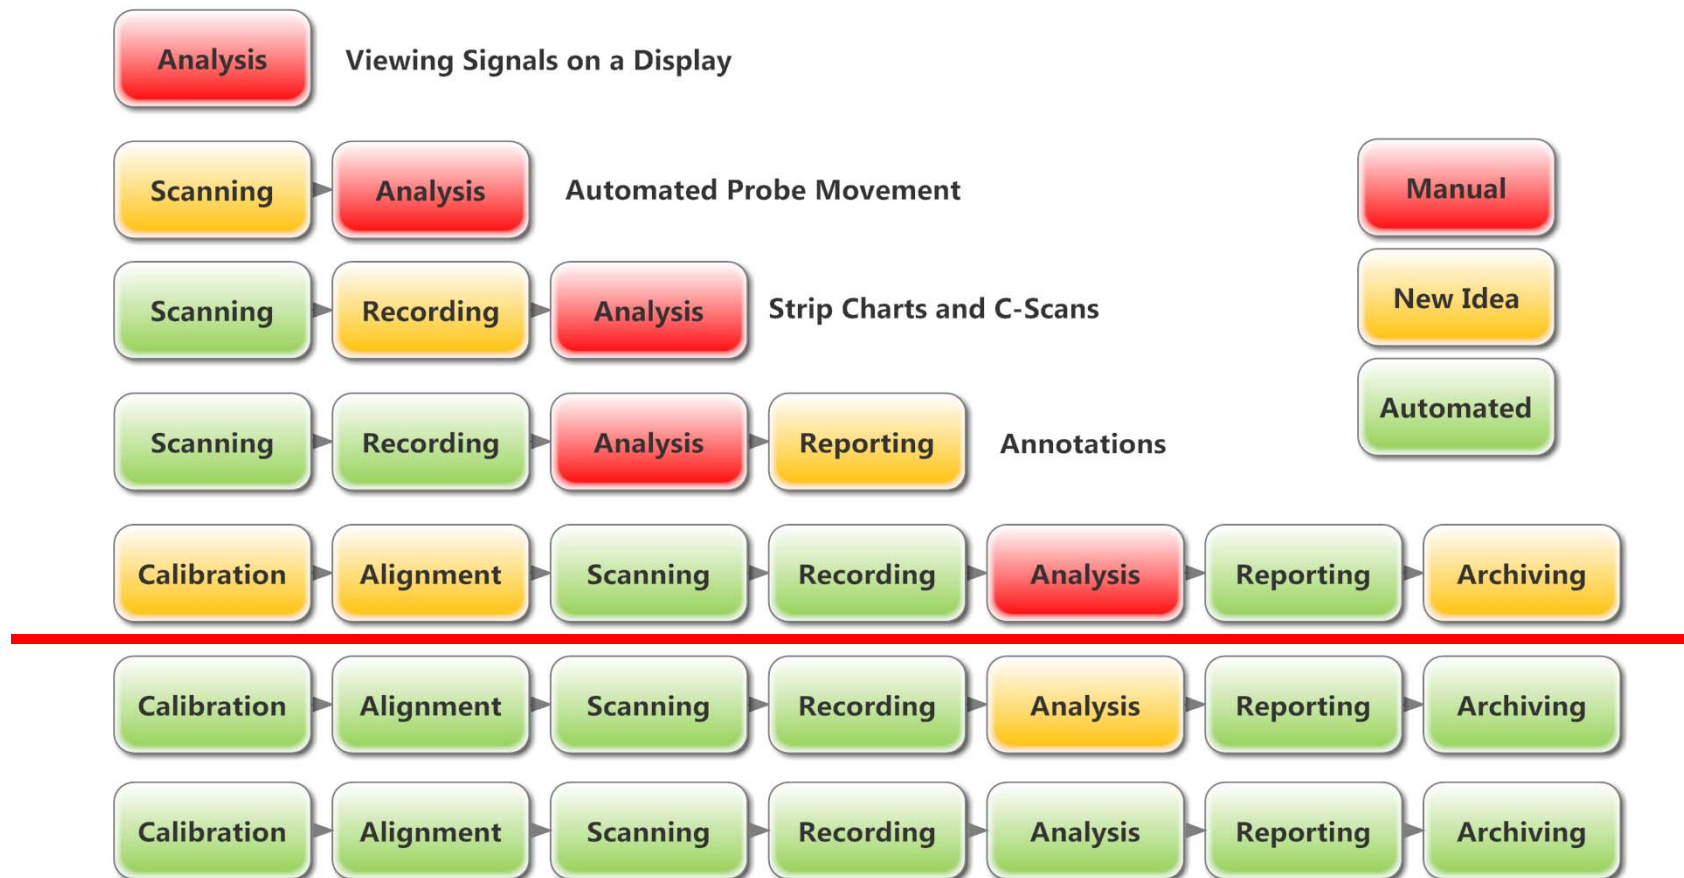 Analysis Viewing Signals on a Display
Scanning Analysis Automated Probe Movement
Manual
Scanning Recording Analysis Strip Charts and C-Scans
New Idea
Automated
Scanning Recording Analysis Reporting Annotations
Calibration Alignment Scanning Recording Analysis Reporting Archiving
Calibration Alignment Scanning Recording Analysis Reporting Archiving
Calibration Alignment Scanning Recording Analysis Reporting Archiving